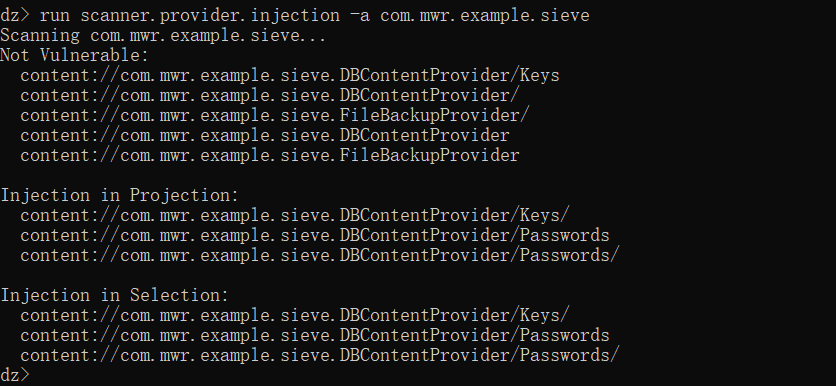 dz> run scanner.provider.injection -a com.mwr.example.sieve
Scanning com.mwr.example.sieve...
Not Vulnerable:
  content://com.mwr.example.sieve.DBContentProvider/Keys
  content://com.mwr.example.sieve.DBContentProvider/
  content://com.mwr.example.sieve.FileBackupProvider/
  content://com.mwr.example.sieve.DBContentProvider
  content://com.mwr.example.sieve.FileBackupProvider

Injection in Projection:
  content://com.mwr.example.sieve.DBContentProvider/Keys/
  content://com.mwr.example.sieve.DBContentProvider/Passwords
  content://com.mwr.example.sieve.DBContentProvider/Passwords/

Injection in Selection:
  content://com.mwr.example.sieve.DBContentProvider/Keys/
  content://com.mwr.example.sieve.DBContentProvider/Passwords
  content://com.mwr.example.sieve.DBContentProvider/Passwords/
dz>